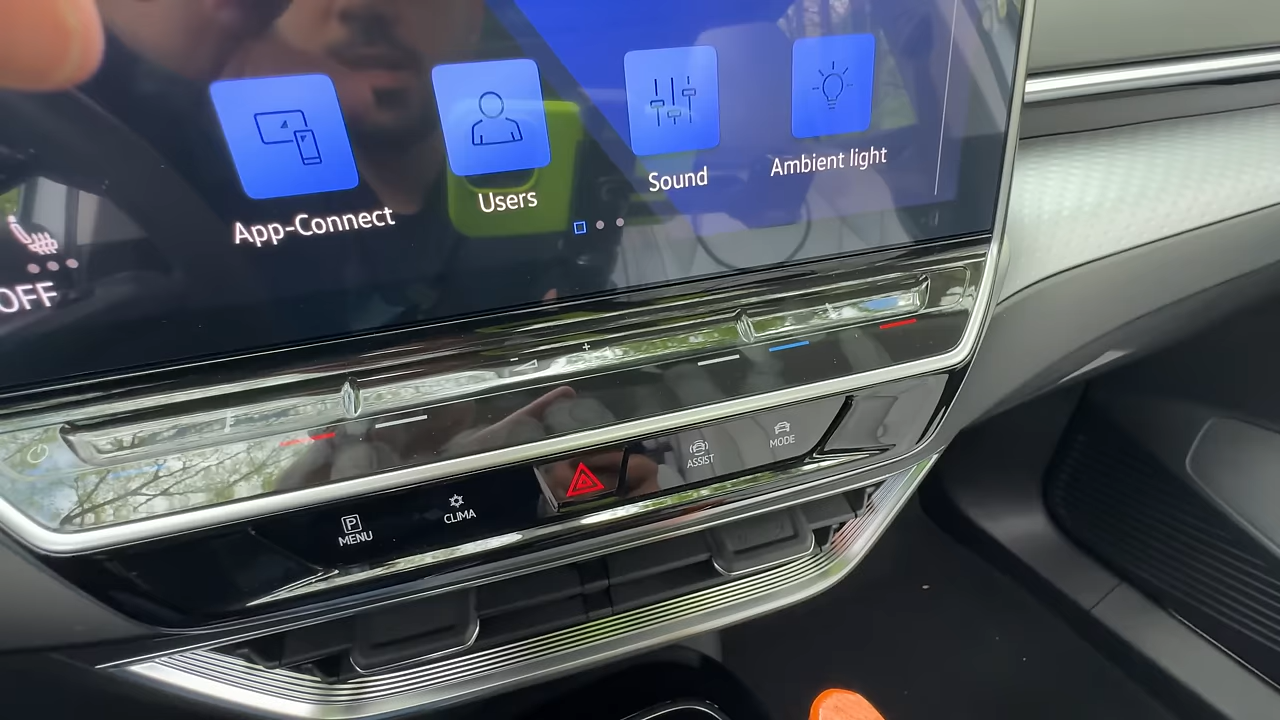 App-Connect
Users
Sound
Ambient light
OFF
- +
P
MENU
CLIMA
ASSIST
MODE